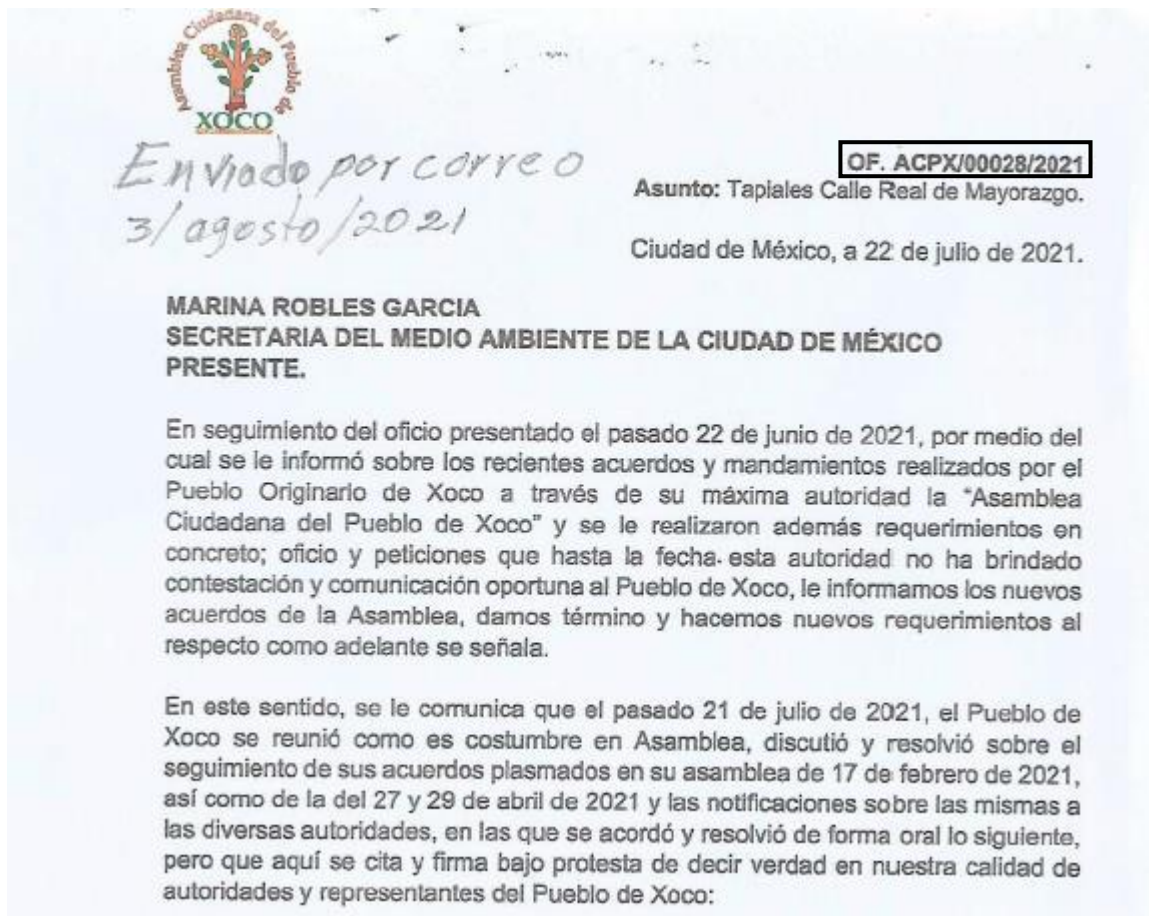 Asamblea Ciudadana del Pueblo de
XOCO
Enviado por correo
3/agosto/2021
OF. ACPX/00028/2021
Asunto: Tapiales Calle Real de Mayorazgo.
Ciudad de México, a 22 de julio de 2021.
MARINA ROBLES GARCIA
SECRETARIA DEL MEDIO AMBIENTE DE LA CIUDAD DE MÉXICO
PRESENTE.
En seguimiento del oficio presentado el pasado 22 de junio de 2021, por medio del
cual se le informó sobre los recientes acuerdos y mandamientos realizados por el
Pueblo Originario de Xoco a través de su máxima autoridad la “Asamblea
Ciudadana del Pueblo de Xoco” y se le realizaron además requerimientos en
concreto; oficio y peticiones que hasta la fecha esta autoridad no ha brindado
contestación y comunicación oportuna al Pueblo de Xoco, le informamos los nuevos
acuerdos de la Asamblea, damos término y hacemos nuevos requerimientos al
respecto como adelante se señala.
En este sentido, se le comunica que el pasado 21 de julio de 2021, el Pueblo de
Xoco se reunió como es costumbre en Asamblea, discutió y resolvió sobre el
seguimiento de sus acuerdos plasmados en su asamblea de 17 de febrero de 2021,
así como de la del 27 y 29 de abril de 2021 y las notificaciones sobre las mismas a
las diversas autoridades, en las que se acordó y resolvió de forma oral lo siguiente,
pero que aquí se cita y firma bajo protesta de decir verdad en nuestra calidad de
autoridades y representantes del Pueblo de Xoco: